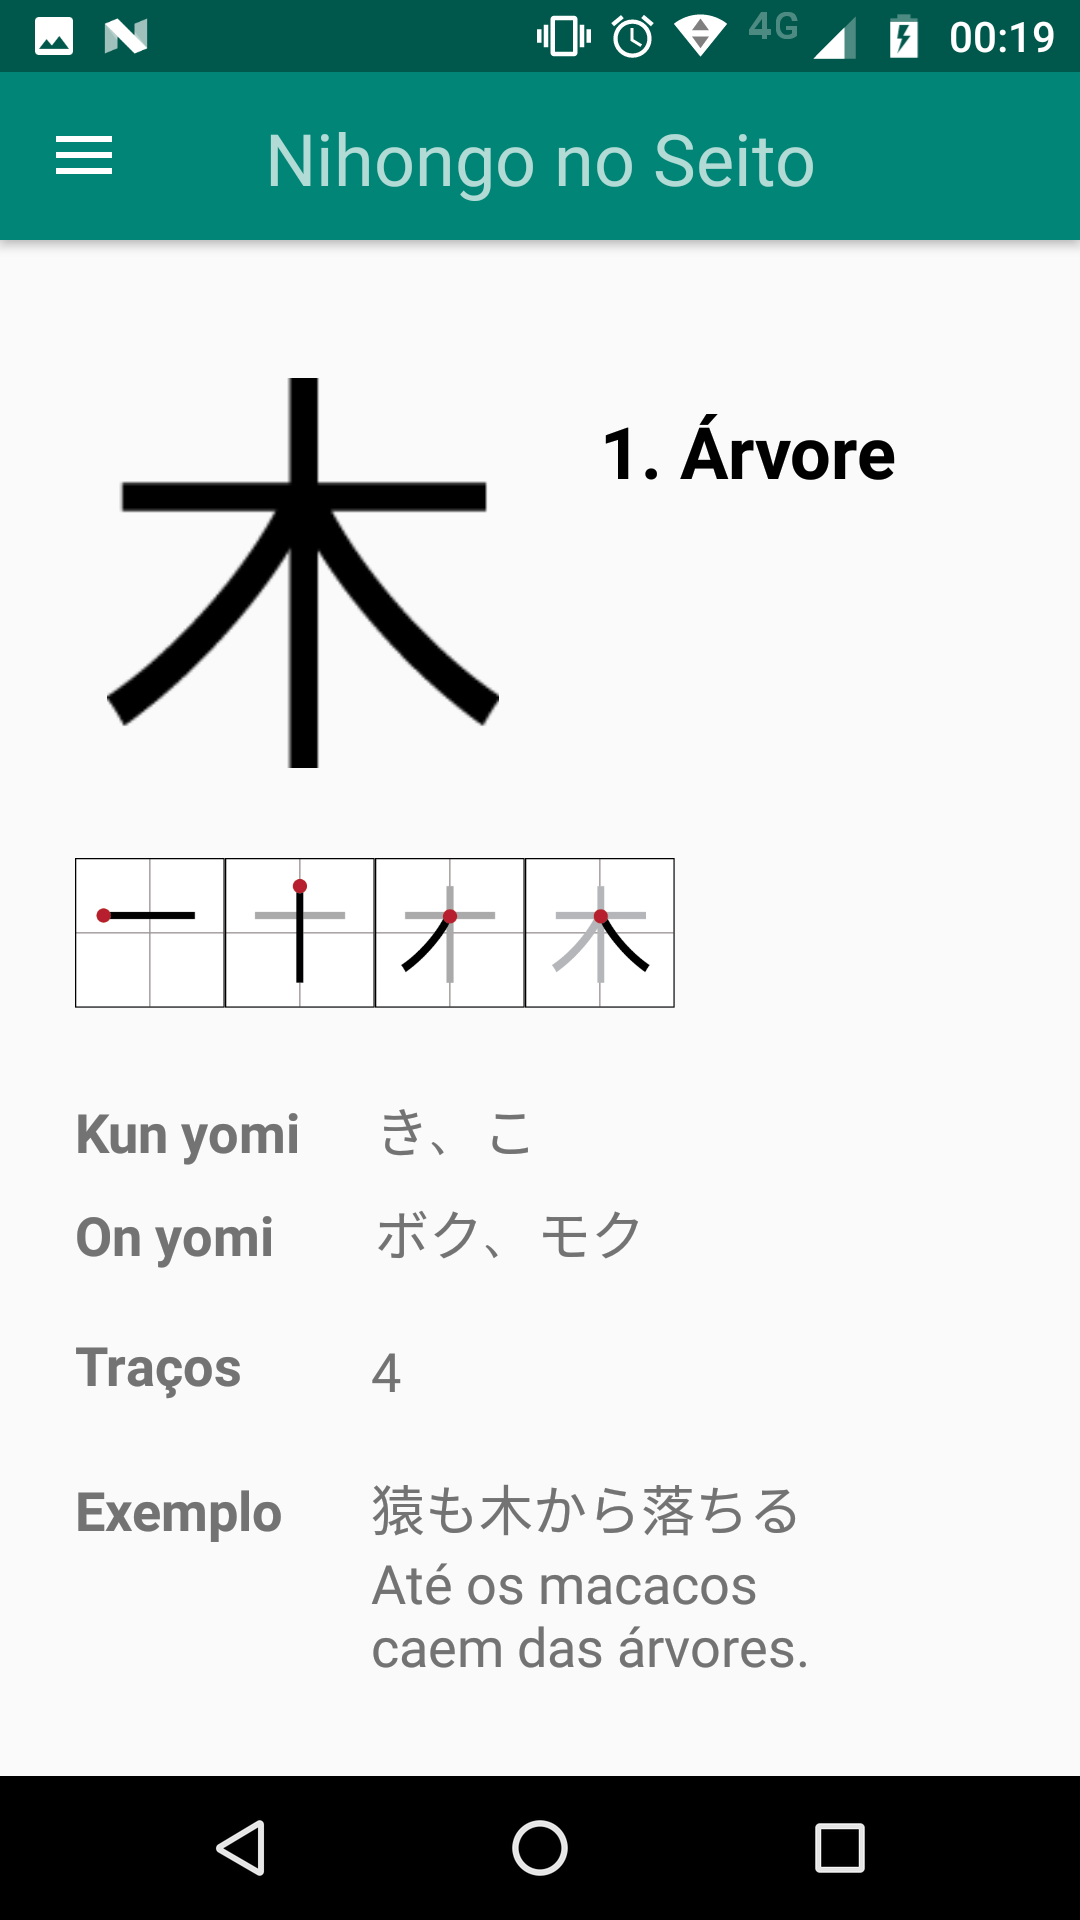 4G 00:19
Nihongo no Seito
木
1. Árvore
Kun yomi き、こ
On yomi ボク、モク
Traços 4
Exemplo 猿も木から落ちる
Até os macacos
caem das árvores.